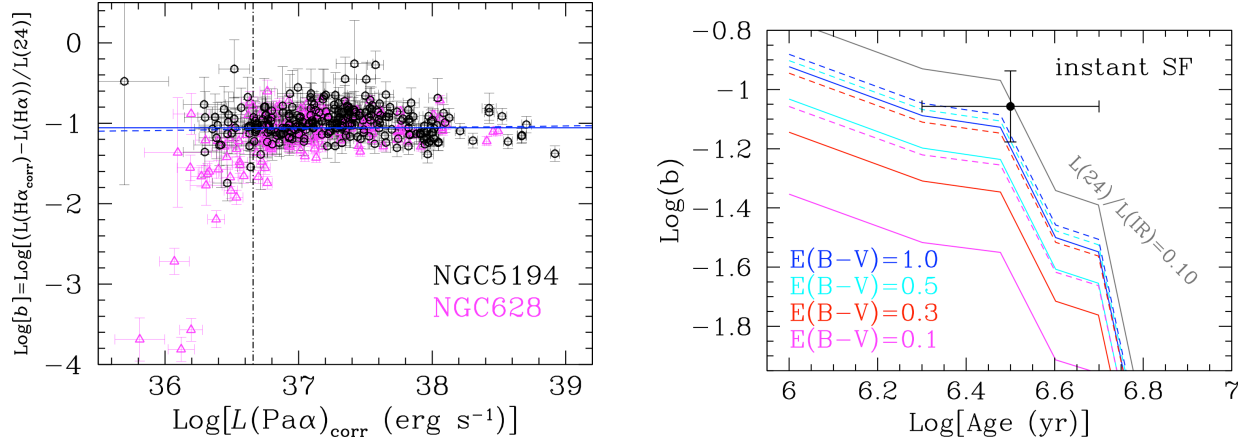 Log[b]=Log[(L(Hα_corr)−L(Hα))/L(24)]
0
−1
−2
−3
−4
NGC5194
NGC628
36 37 38 39
Log[L(Paα)_corr (erg s⁻¹)]
Log(b)
−0.8
−1
−1.2
−1.4
−1.6
−1.8
instant SF
L(24)/L(IR)=0.10
E(B−V)=1.0
E(B−V)=0.5
E(B−V)=0.3
E(B−V)=0.1
6 6.2 6.4 6.6 6.8 7
Log[Age (yr)]